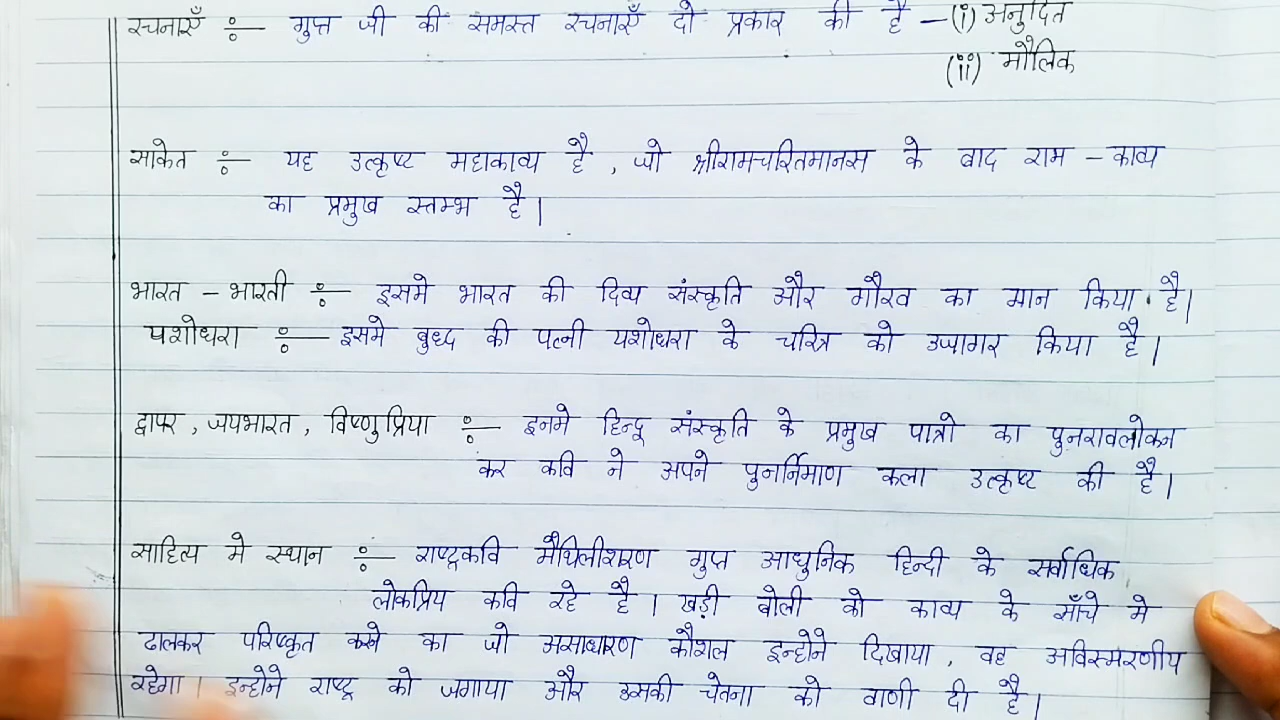 रचनाएँ ÷— गुप्त जी की समस्त रचनाएँ दो प्रकार की है —(i) अनुदित
(ii) मौलिक
साकेत ÷— यह उत्कृष्ट महाकाव्य है , जो श्रीरामचरितमानस के बाद राम – काव्य
का प्रमुख स्तम्भ है।
भारत – भारती ÷— इसमे भारत की दिव्य संस्कृति और गौरव का मान किया है।
यशोधरा ÷— इसमे बुध्द की पत्नी यशोधरा के चरित्र को उजागर किया है।
द्वापर , जयभारत , विष्णुप्रिया ÷— इनमे हिन्दू संस्कृति के प्रमुख पात्रो का पुनरावलोकन
कर कवि ने अपने पुनर्निमाण कला उत्कृष्ट की है।
साहित्य मे स्थान ÷— राष्ट्रकवि मैथिलीशरण गुप्त आधुनिक हिन्दी के सर्वाधिक
लोकप्रिय कवि रहे है । खड़ी बोली को काव्य के साँचे मे
ढालकर परिष्कृत करने का जो असाधारण कौशल इन्होने दिखाया , वह अविस्मरणीय
रहेगा । इन्होने राष्ट्र को जगाया और उसकी चेतना को वाणी दी है।